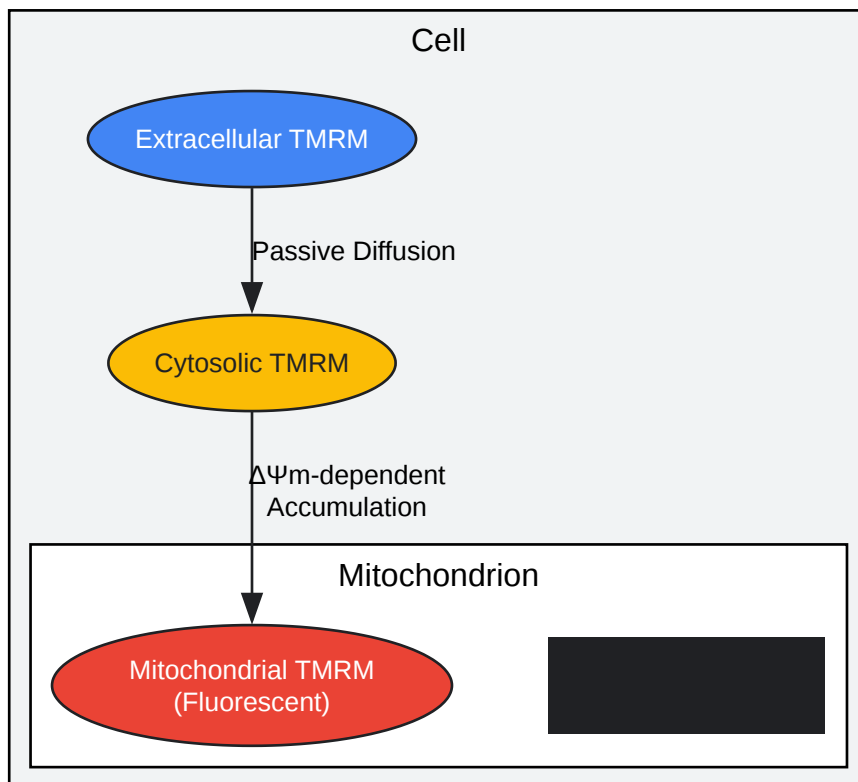 Cell
Extracellular TMRM
Passive Diffusion
Cytosolic TMRM
ΔΨm-dependent
Accumulation
Mitochondrion
Mitochondrial TMRM
(Fluorescent)